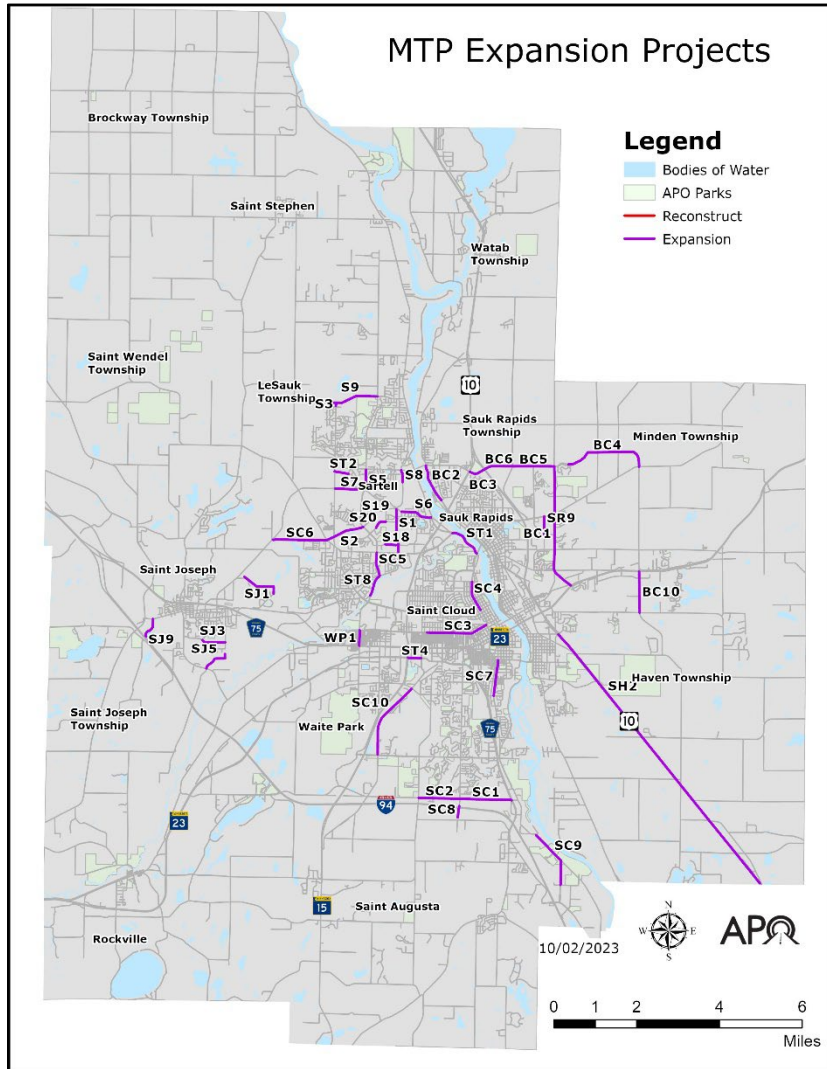 MTP Expansion Projects
Legend
Bodies of Water
APO Parks
Reconstruct
Expansion
Brockway Township
Saint Stephen
Watab
Township
Saint Wendel
Township
LeSauk
Township
S9
S3
10
Sauk Rapids
Township
Minden Township
BC4
BC6
BC5
BC3
BC2
ST2
S7
S5
Sartell
S8
S19
S20
S6
S1
Sauk Rapids
SR9
BC1
ST1
S18
S2
SC6
SC5
ST8
Saint Joseph
SJ1
SC4
BC10
Saint Cloud
SJ9
SJ3
SJ5
75
WP1
SC3
23
ST4
SC7
SH2
Haven Township
10
SC10
Waite Park
75
Saint Joseph
Township
SC2
SC1
SC8
94
23
SC9
15
Saint Augusta
Rockville
10/02/2023
N
W
E
S
APO
0
1
2
4
6
Miles